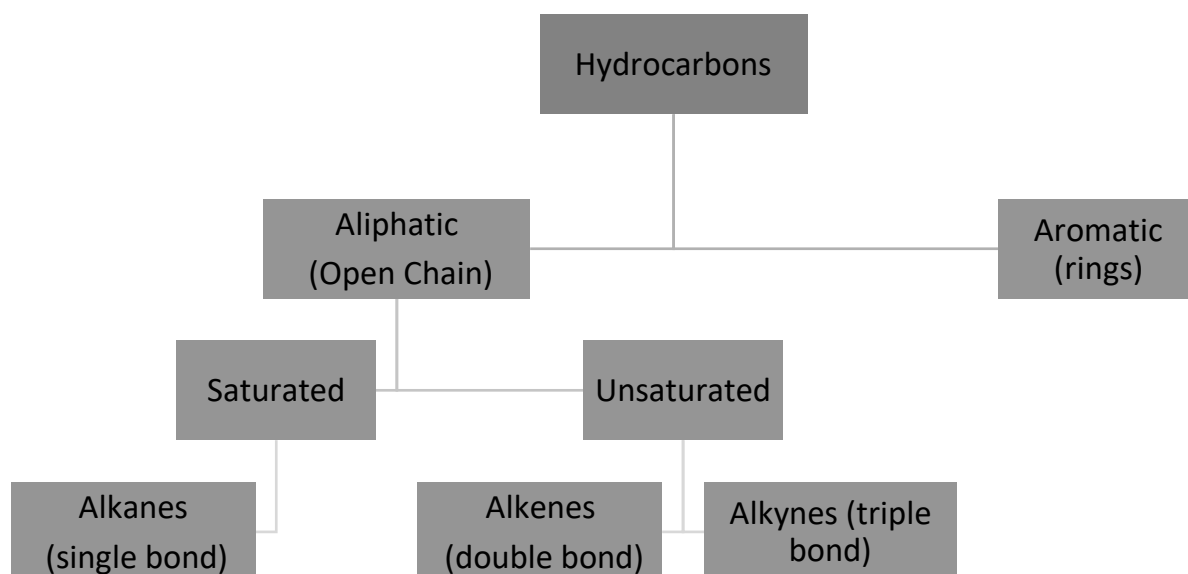 Hydrocarbons
Aliphatic
(Open Chain)
Aromatic
(rings)
Saturated
Unsaturated
Alkanes
(single bond)
Alkenes
(double bond)
Alkynes (triple
bond)